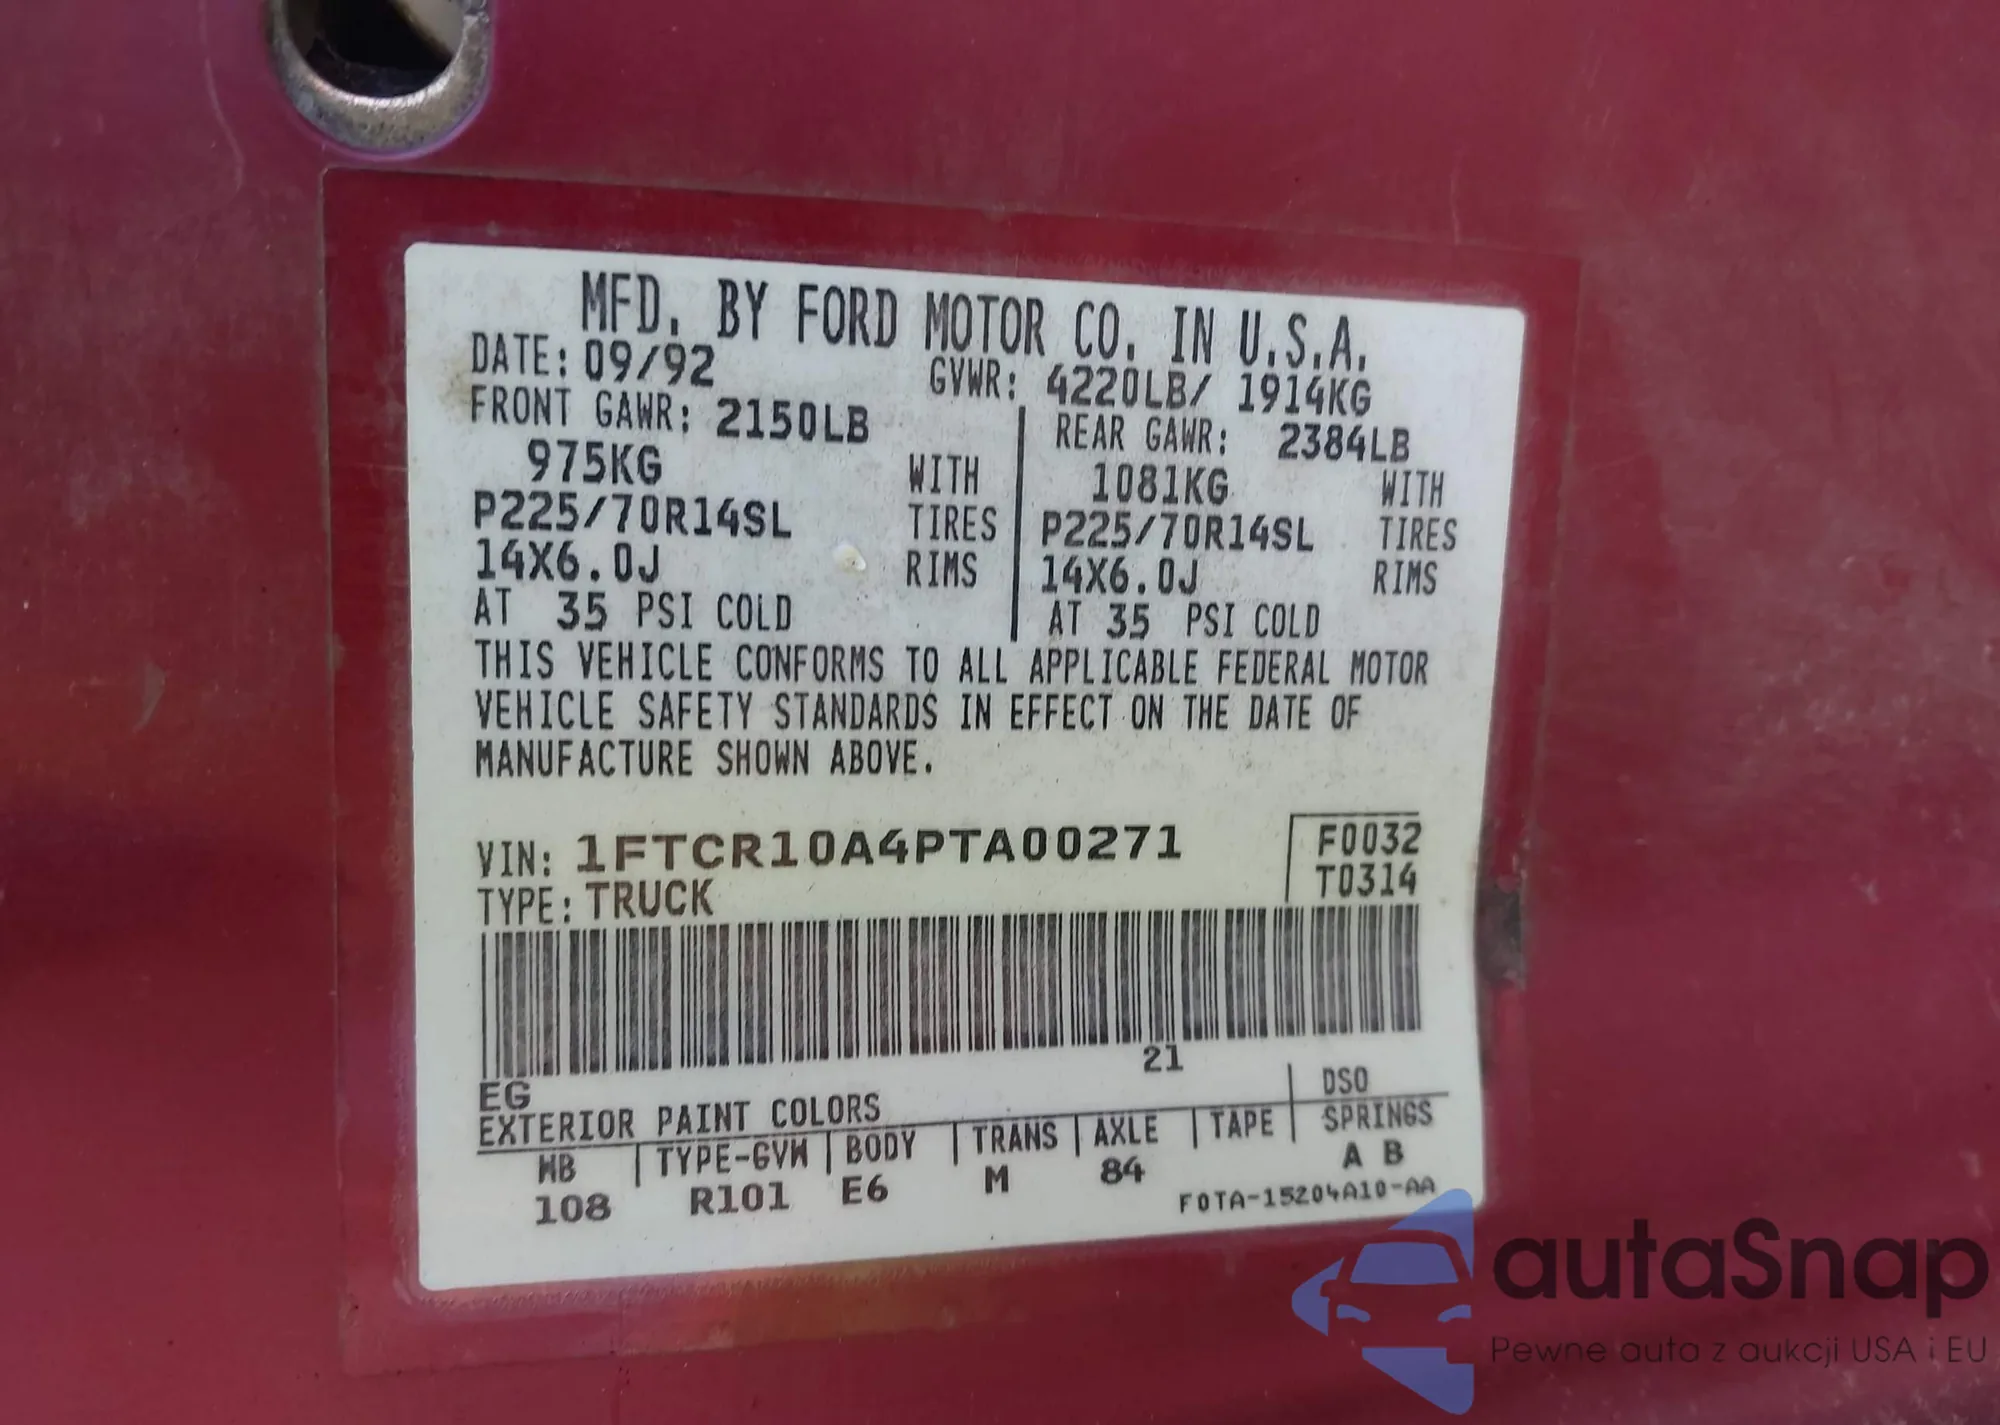 MFD. BY FORD MOTOR CO. IN U.S.A.
DATE: 09/92 GVWR: 4220LB/ 1914KG
FRONT GAWR: 2150LB REAR GAWR: 2384LB
975KG WITH 1081KG WITH
P225/70R14SL TIRES P225/70R14SL TIRES
14X6.0J RIMS 14X6.0J RIMS
AT 35 PSI COLD AT 35 PSI COLD
THIS VEHICLE CONFORMS TO ALL APPLICABLE FEDERAL MOTOR
VEHICLE SAFETY STANDARDS IN EFFECT ON THE DATE OF
MANUFACTURE SHOWN ABOVE.
VIN: 1FTCR10A4PTA00271 F0032
TYPE: TRUCK T0314
EG 21 DSO
EXTERIOR PAINT COLORS
WB TYPE-GVW BODY TRANS AXLE TAPE SPRINGS
108 R101 E6 M 84 A B
F0TA-15204A10-AA
autaSnap
Pewne auto z aukcji USA i EU